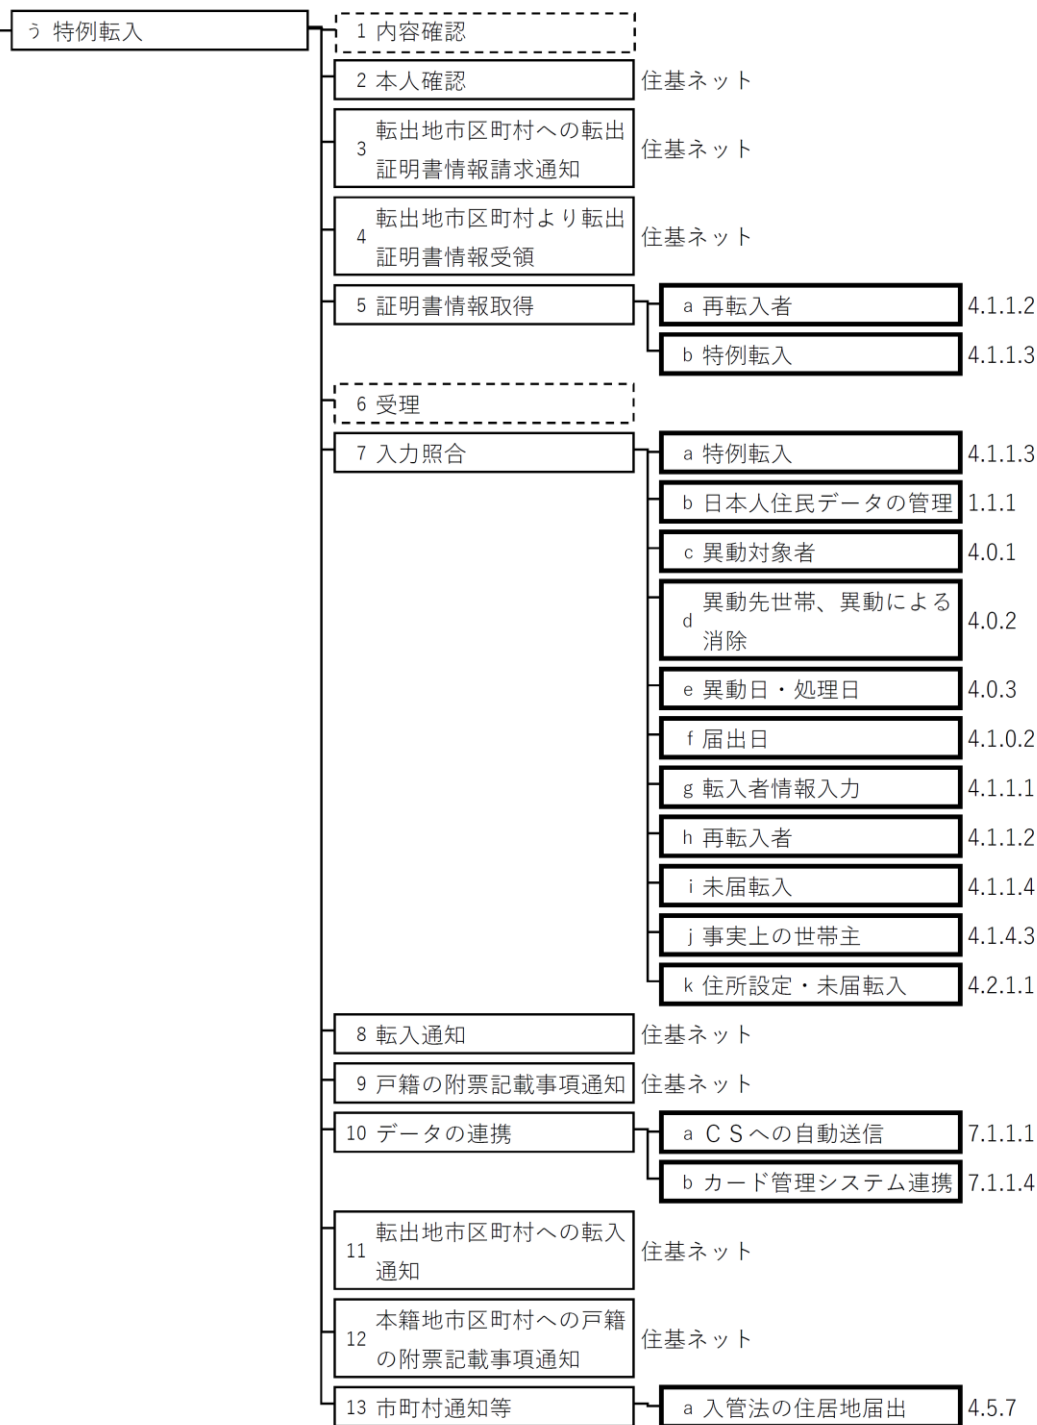 う 特例転入
1 内容確認
2 本人確認 住基ネット
3 転出地市区町村への転出
証明書情報請求通知 住基ネット
4 転出地市区町村より転出
証明書情報受領 住基ネット
5 証明書情報取得
a 再転入者 4.1.1.2
b 特例転入 4.1.1.3
6 受理
7 入力照合
a 特例転入 4.1.1.3
b 日本人住民データの管理 1.1.1
c 異動対象者 4.0.1
d 異動先世帯、異動による
消除 4.0.2
e 異動日・処理日 4.0.3
f 届出日 4.1.0.2
g 転入者情報入力 4.1.1.1
h 再転入者 4.1.1.2
i 未届転入 4.1.1.4
j 事実上の世帯主 4.1.4.3
k 住所設定・未届転入 4.2.1.1
8 転入通知 住基ネット
9 戸籍の附票記載事項通知 住基ネット
10 データの連携
a ＣＳへの自動送信 7.1.1.1
b カード管理システム連携 7.1.1.4
11 転出地市区町村への転入
通知 住基ネット
12 本籍地市区町村への戸籍
の附票記載事項通知 住基ネット
13 市町村通知等
a 入管法の住居地届出 4.5.7